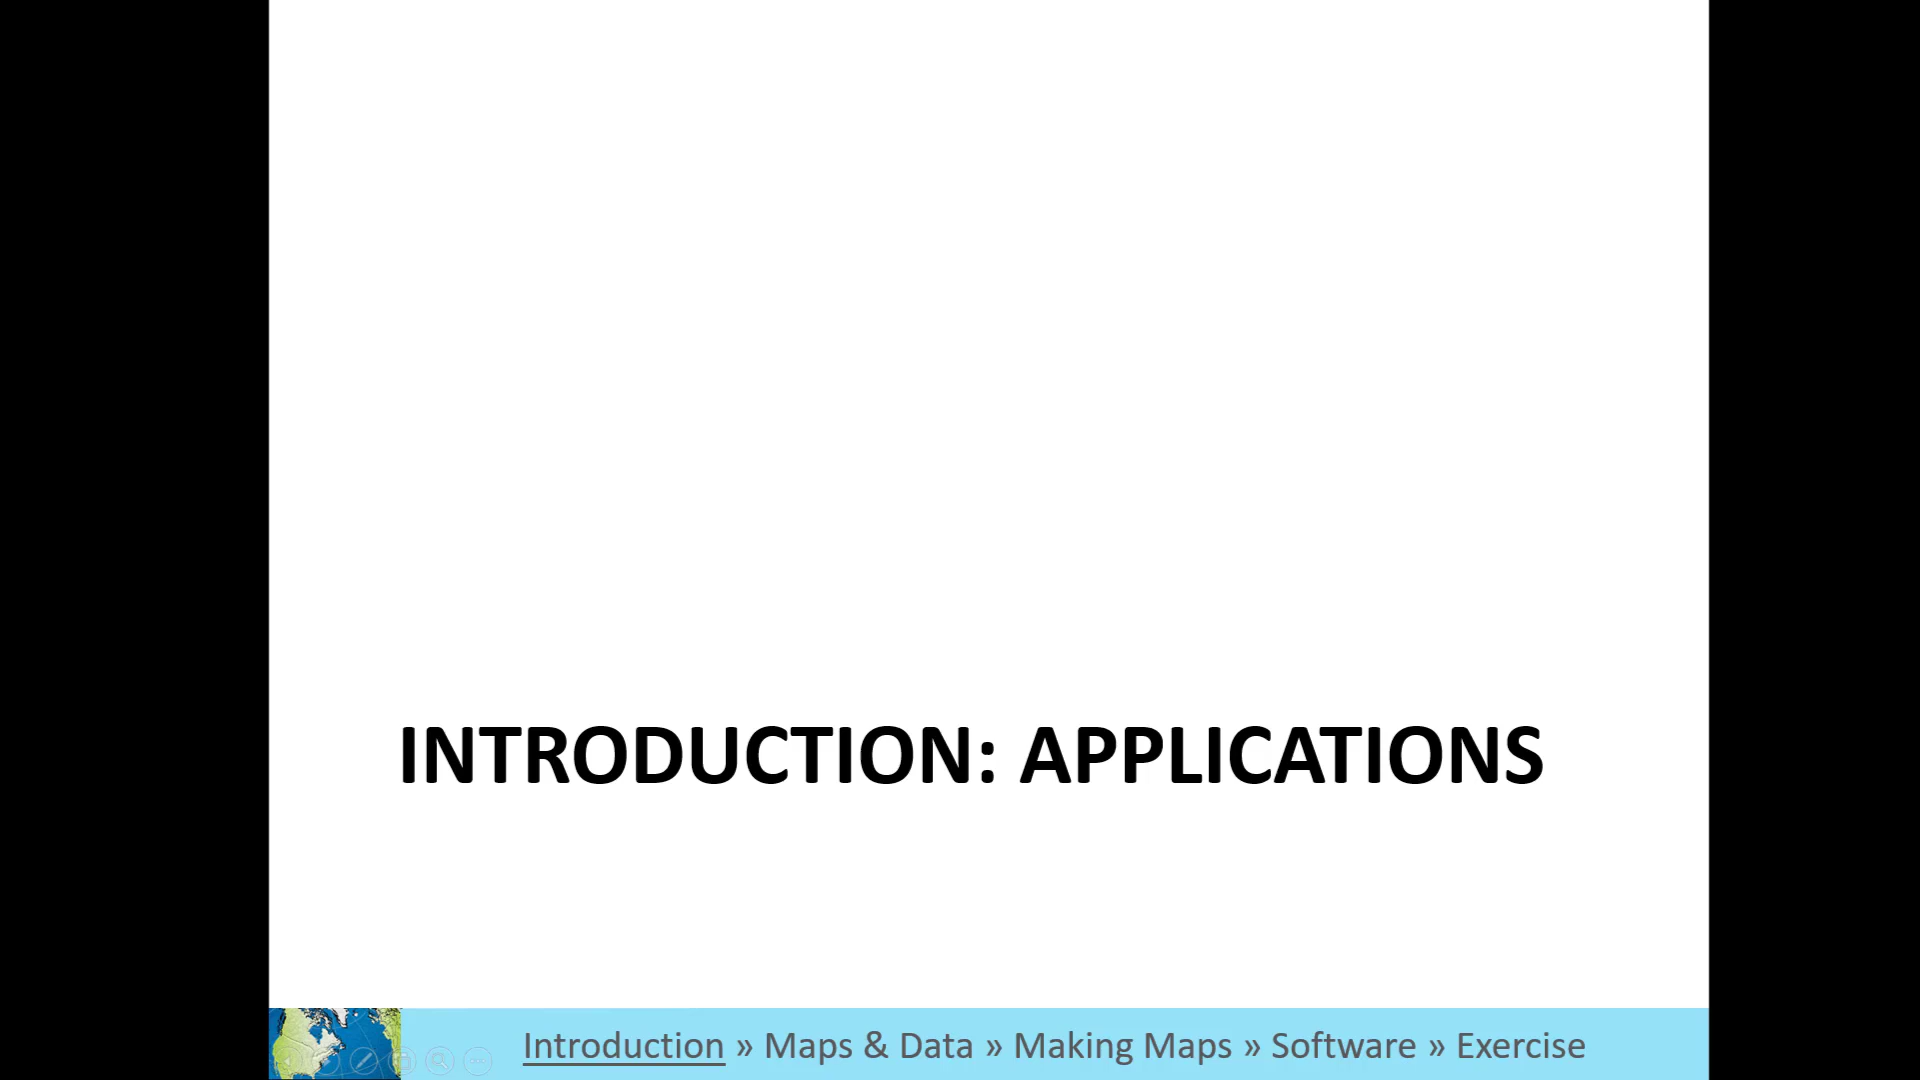 INTRODUCTION: APPLICATIONS
Introduction » Maps & Data » Making Maps » Software » Exercise